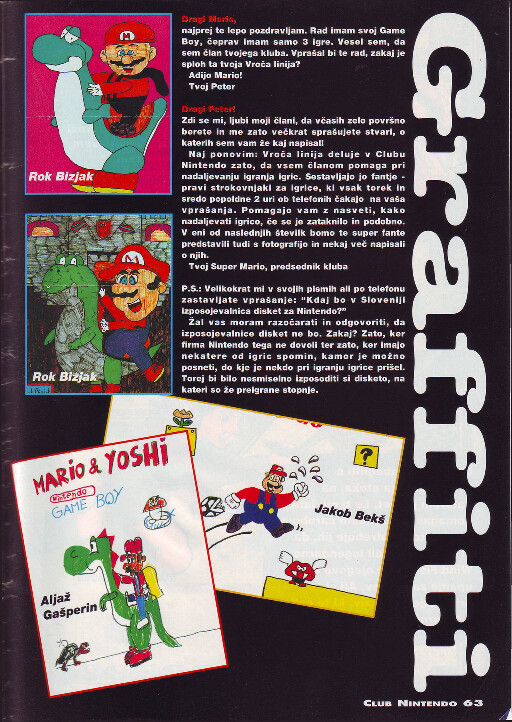 Graffiti
Dragi Mario,
najprej te lepo pozdravljam. Rad imam svoj Game
Boy, čeprav imam samo 3 igre. Vesel sem, da
sem član tvojega kluba. Vprašal bi te rad, zakaj je
sploh ta tvoja Vroča linija?
Adijo Mario!
Tvoj Peter
Dragi Peter!
Zdi se mi, ljubi moji člani, da včasih zelo površno
berete in me zato večkrat sprašujete stvari, o
katerih sem vam že kaj napisal!
Naj ponovim: Vroča linija deluje v Clubu
Nintendo zato, da vsem članom pomaga pri
nadaljevanju igranja igric. Sestavljajo jo fantje -
pravi strokovnjaki za igrice, ki vsak torek in
sredo popoldne 2 uri ob telefonih čakajo na vaša
vprašanja. Pomagajo vam z nasveti, kako
nadaljevati igrico, če se je zataknilo in podobno.
V eni od naslednjih številk bomo te super fante
predstavili tudi s fotografijo in nekaj več napisali
o njih.
Tvoj Super Mario, predsednik kluba
P.S.: Velikokrat mi v svojih pismih ali po telefonu
zastavljate vprašanje: "Kdaj bo v Sloveniji
izposojevalnica disket za Nintendo?"
Žal vas moram razočarati in odgovoriti, da
izposojevalnice disket ne bo. Zakaj? Zato, ker
firma Nintendo tega ne dovoli ter zato, ker imajo
nekatere od igric spomin, kamor je možno
posneti, do kje je nekdo pri igranju igrice prišel.
Torej bi bilo nesmiselno izposoditi si disketo, na
kateri so že preigrane stopnje.
Rok Bizjak
Rok Bizjak
MARIO & YOSHI
Nintendo
GAME BOY
Aljaž
Gašperin
?
Jakob Bekš
CLUB NINTENDO 63